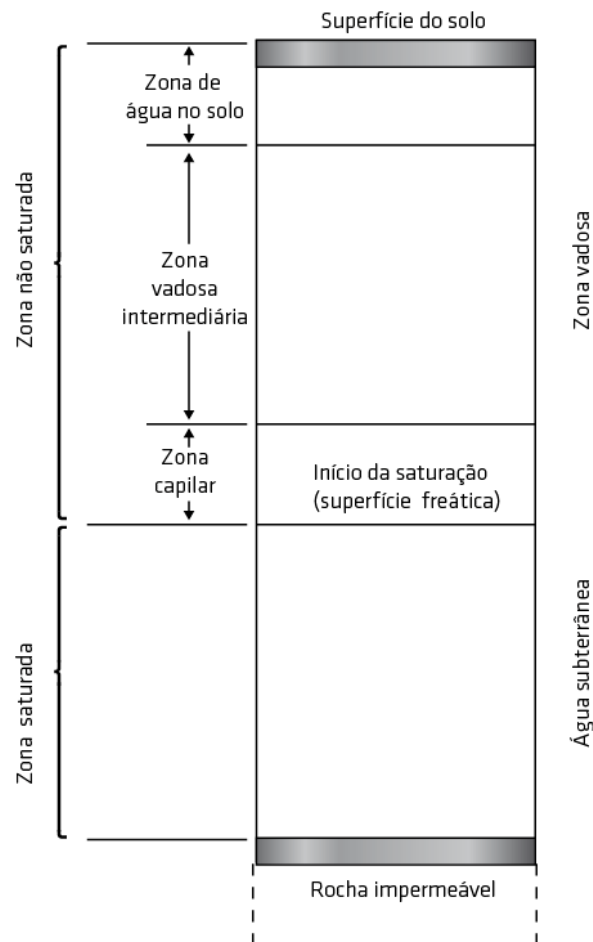 Superfície do solo
Zona de
água no solo
Zona não saturada
Zona
vadosa
intermediária
Zona vadosa
Zona
capilar
Início da saturação
(superfície freática)
Zona saturada
Água subterrânea
Rocha impermeável